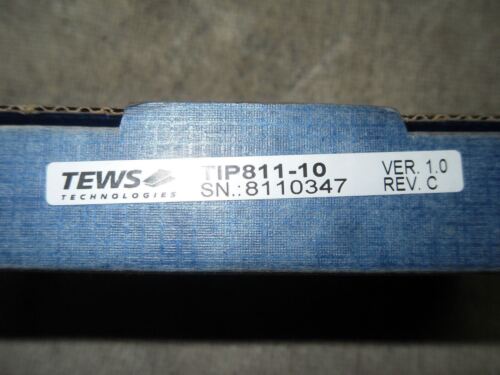 TEWS
TECHNOLOGIES
TIP811-10
SN.:8110347
VER. 1.0
REV. C